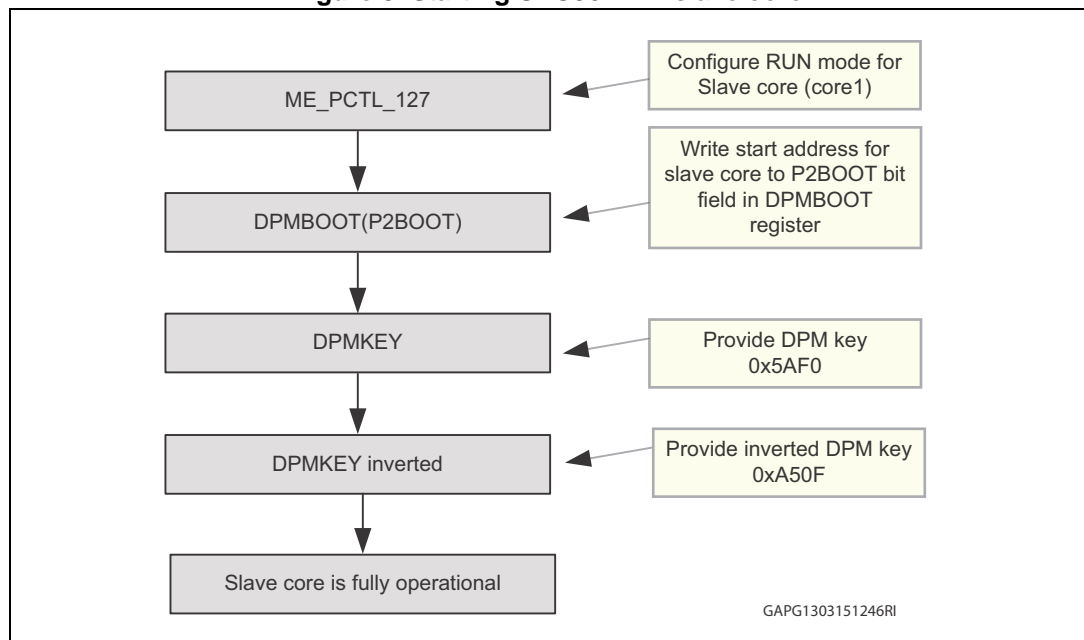 ME_PCTL_127
Configure RUN mode for
Slave core (core1)
DPMBOOT(P2BOOT)
Write start address for
slave core to P2BOOT bit
field in DPMBOOT
register
DPMKEY
Provide DPM key
0x5AF0
DPMKEY inverted
Provide inverted DPM key
0xA50F
Slave core is fully operational
GAPG1303151246RI